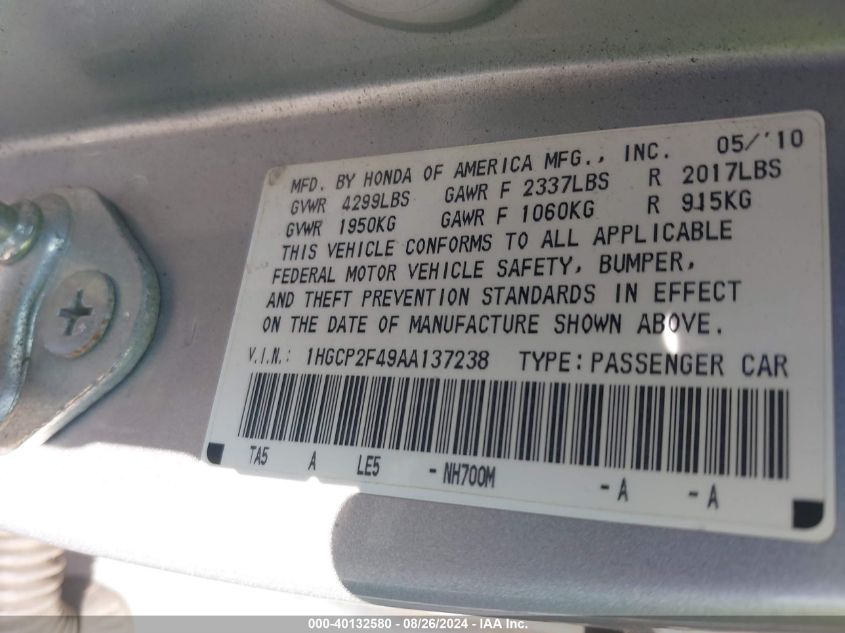 05/'10
MFD. BY HONDA OF AMERICA MFG., INC.
GVWR 4299LBS GAWR F 2337LBS R 2017LBS
GVWR 1950KG GAWR F 1060KG R 915KG
THIS VEHICLE CONFORMS TO ALL APPLICABLE
FEDERAL MOTOR VEHICLE SAFETY, BUMPER,
AND THEFT PREVENTION STANDARDS IN EFFECT
ON THE DATE OF MANUFACTURE SHOWN ABOVE.
V.I.N.: 1HGCP2F49AA137238 TYPE: PASSENGER CAR
TA5 A LE5 -NH700M -A -A
000-40132580 - 08/26/2024 - IAA Inc.